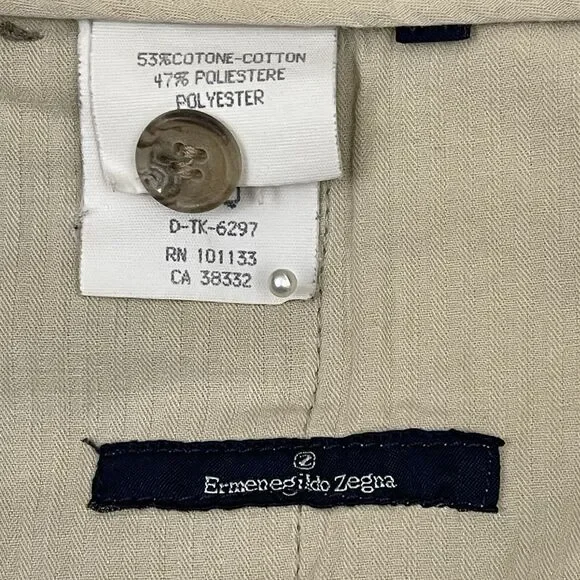 53%COTONE-COTTON
47% POLIESTERE
POLYESTER
D-TK-6297
RN 101133
CA 38332
Ermenegildo Zegna